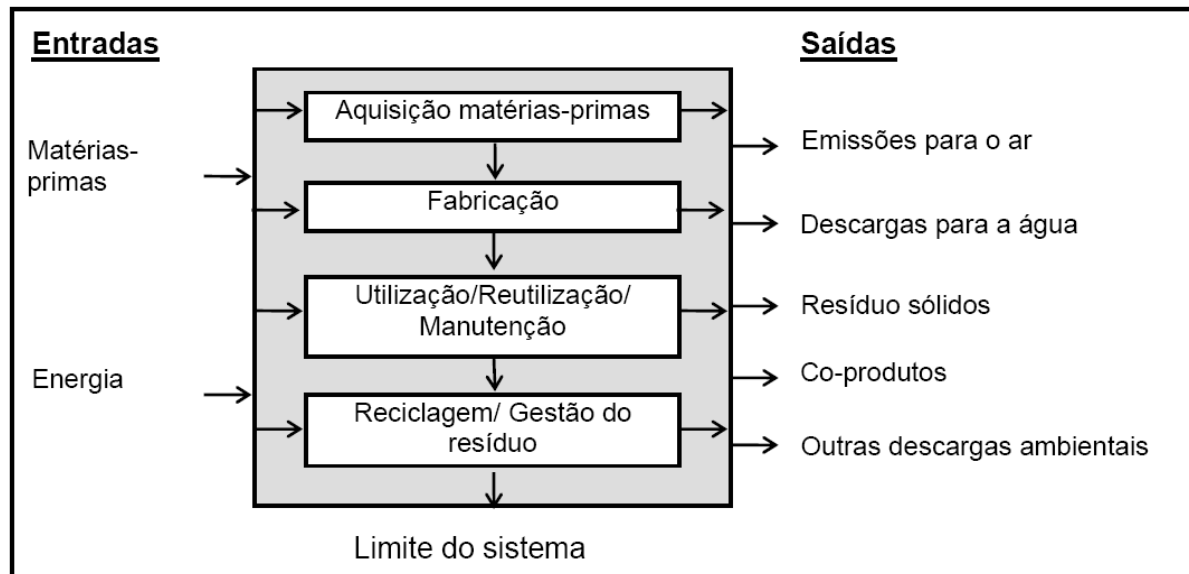 Entradas
Saídas
Matérias-
primas
Energia
Aquisição matérias-primas
Fabricação
Utilização/Reutilização/
Manutenção
Reciclagem/ Gestão do
resíduo
Emissões para o ar
Descargas para a água
Resíduo sólidos
Co-produtos
Outras descargas ambientais
Limite do sistema